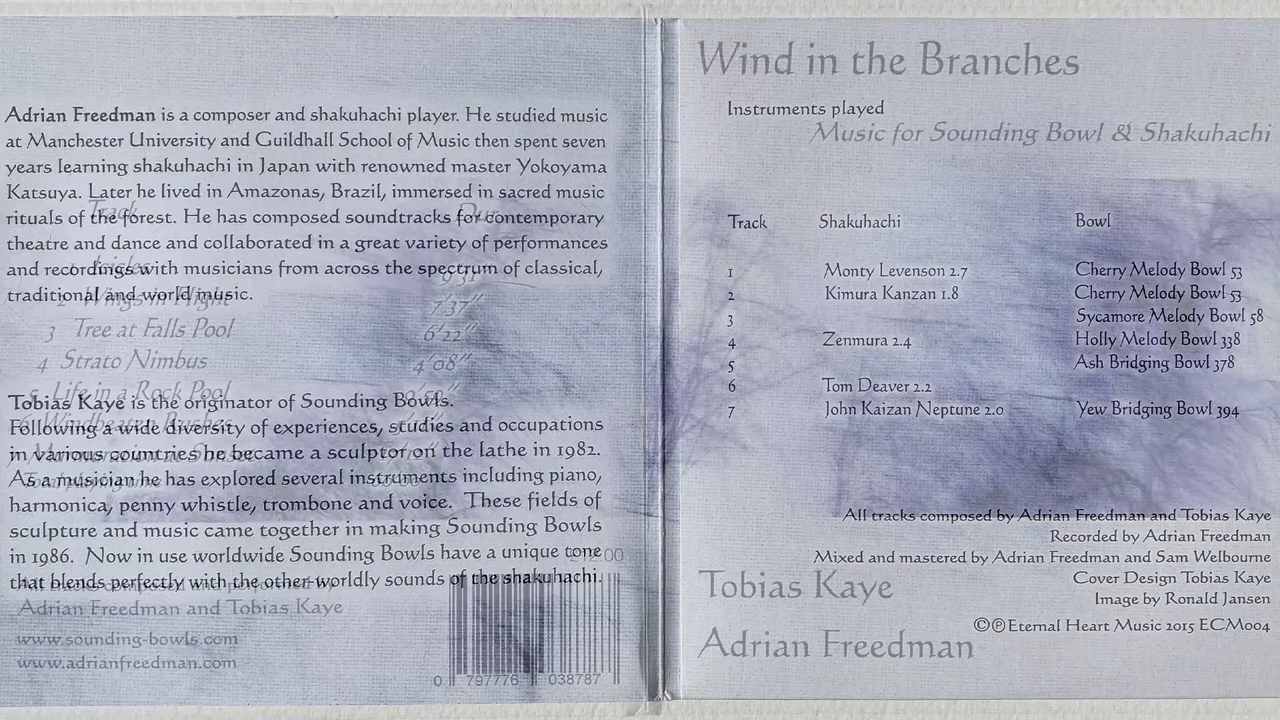 Adrian Freedman is a composer and shakuhachi player. He studied music
at Manchester University and Guildhall School of Music then spent seven
years learning shakuhachi in Japan with renowned master Yokoyama
Katsuya. Later he lived in Amazonas, Brazil, immersed in sacred music
rituals of the forest. He has composed soundtracks for contemporary
theatre and dance and collaborated in a great variety of performances
and recordings with musicians from across the spectrum of classical,
traditional and world music.
Track
9'31"
2 Wings in Night 7'37"
3 Tree at Falls Pool 6'22"
4 Strato Nimbus 4'08"
5 Life in a Rock Pool
Tobias Kaye is the originator of Sounding Bowls.
Following a wide diversity of experiences, studies and occupations
in various countries he became a sculptor on the lathe in 1982.
As a musician he has explored several instruments including piano,
harmonica, penny whistle, trombone and voice. These fields of
sculpture and music came together in making Sounding Bowls
in 1986. Now in use worldwide Sounding Bowls have a unique tone
that blends perfectly with the other-worldly sounds of the shakuhachi.
Adrian Freedman and Tobias Kaye
www.sounding-bowls.com
www.adrianfreedman.com
0 797776 038787
Wind in the Branches
Instruments played
Music for Sounding Bowl & Shakuhachi
Track Shakuhachi Bowl
1 Monty Levenson 2.7 Cherry Melody Bowl 53
2 Kimura Kanzan 1.8 Cherry Melody Bowl 53
3 Sycamore Melody Bowl 58
4 Zenmura 2.4 Holly Melody Bowl 338
5 Ash Bridging Bowl 378
6 Tom Deaver 2.2
7 John Kaizan Neptune 2.0 Yew Bridging Bowl 394
All tracks composed by Adrian Freedman and Tobias Kaye
Recorded by Adrian Freedman
Mixed and mastered by Adrian Freedman and Sam Welbourne
Cover Design Tobias Kaye
Image by Ronald Jansen
©℗Eternal Heart Music 2015 ECM004
Tobias Kaye
Adrian Freedman